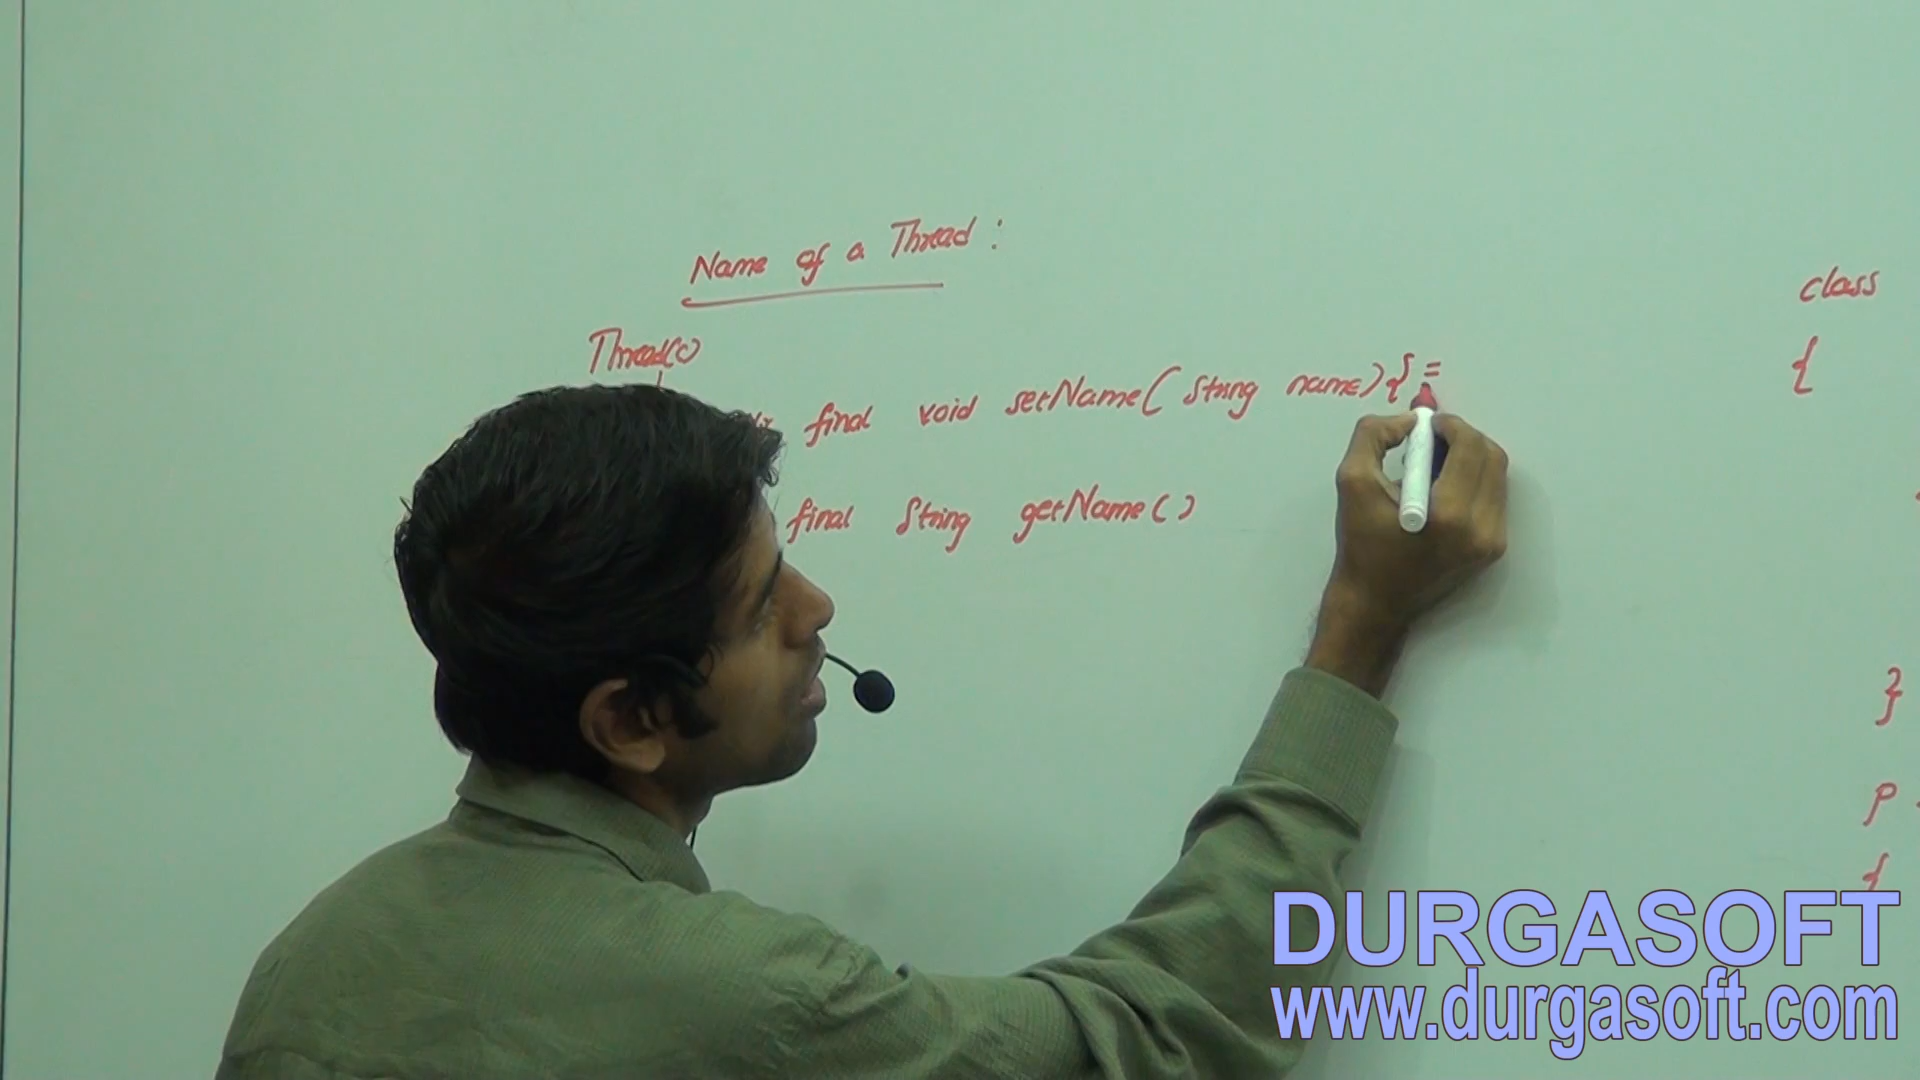 Name of a Thread :
Thread()
final void setName( String name) { =
final String getName()
class
{
}
P
{
DURGASOFT
www.durgasoft.com